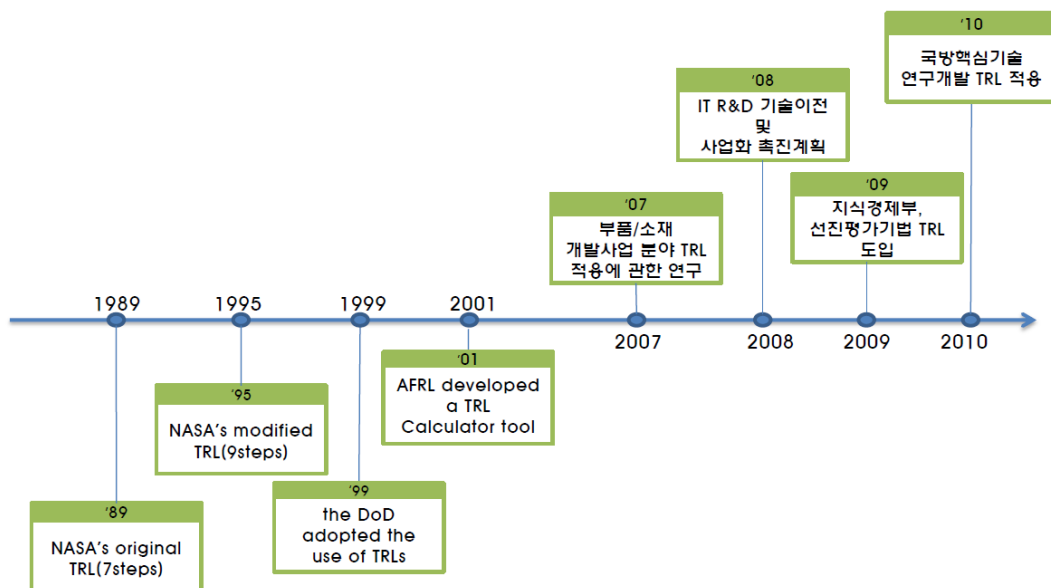 '10
국방핵심기술
연구개발 TRL 적용
'08
IT R&D 기술이전
및
사업화 촉진계획
'09
지식경제부,
선진평가기법 TRL
도입
'07
부품/소재
개발사업 분야 TRL
적용에 관한 연구
1989
1995
1999
2001
2007
2008
2009
2010
'01
AFRL developed
a TRL
Calculator tool
'95
NASA's modified
TRL(9steps)
'99
the DoD
adopted the
use of TRLs
'89
NASA's original
TRL(7steps)